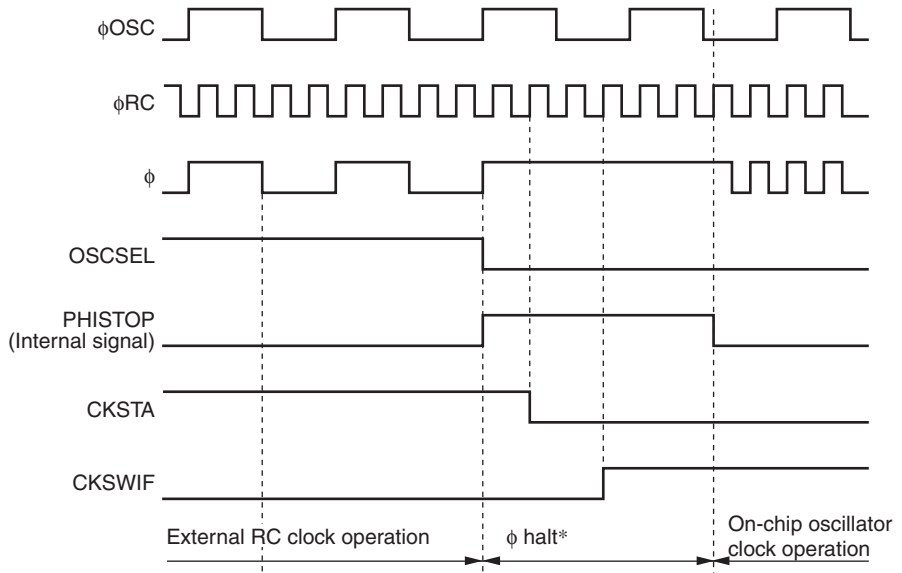 φOSC
φRC
φ
OSCSEL
PHISTOP
(Internal signal)
CKSTA
CKSWIF
External RC clock operation
φ halt*
On-chip oscillator
clock operation